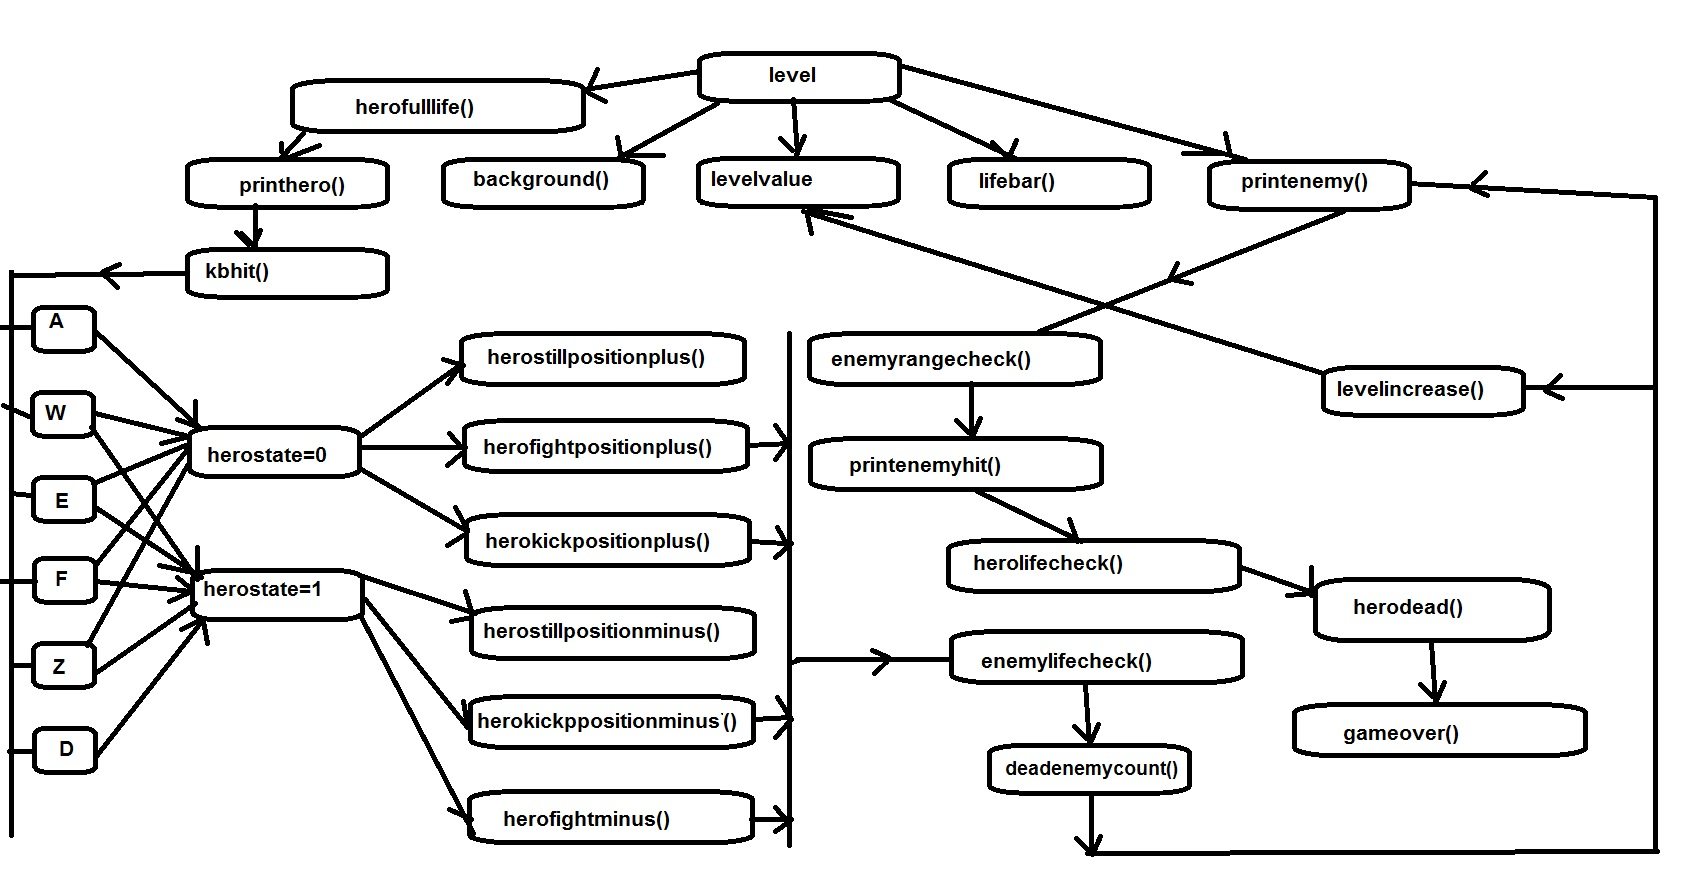 level
herofulllife()
printhero()
background()
levelvalue
lifebar()
printenemy()
kbhit()
A
W
E
F
Z
D
herostate=0
herostate=1
herostillpositionplus()
herofightpositionplus()
herokickpositionplus()
herostillpositionminus()
herokickppositionminus'()
herofightminus()
enemyrangecheck()
printenemyhit()
herolifecheck()
herodead()
gameover()
enemylifecheck()
deadenemycount()
levelincrease()